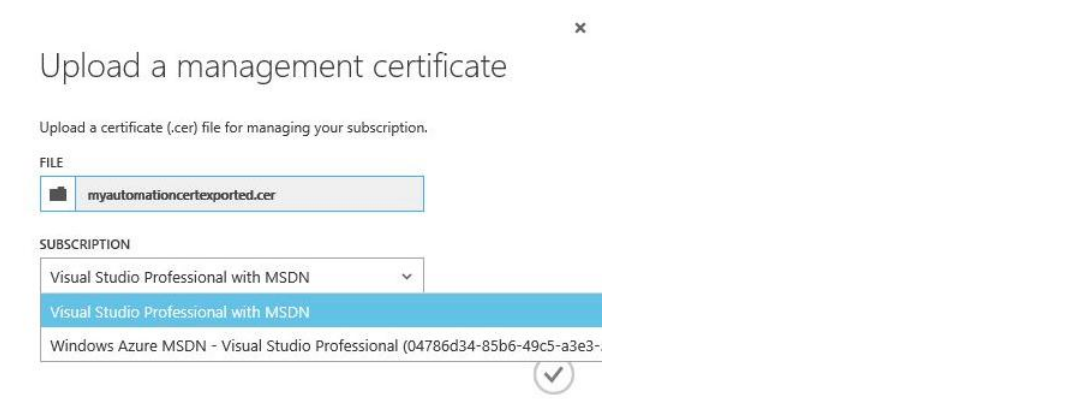 Upload a management certificate
Upload a certificate (.cer) file for managing your subscription.
FILE
myautomationcertexported.cer
SUBSCRIPTION
Visual Studio Professional with MSDN
Visual Studio Professional with MSDN
Windows Azure MSDN - Visual Studio Professional (04786d34-85b6-49c5-a3e3-